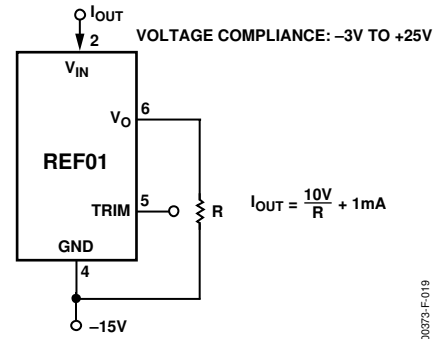 IOUT
2
VOLTAGE COMPLIANCE: –3V TO +25V
VIN
VO
6
REF01
TRIM
5
R
IOUT = 10V/R + 1mA
GND
4
–15V
00373-F-019